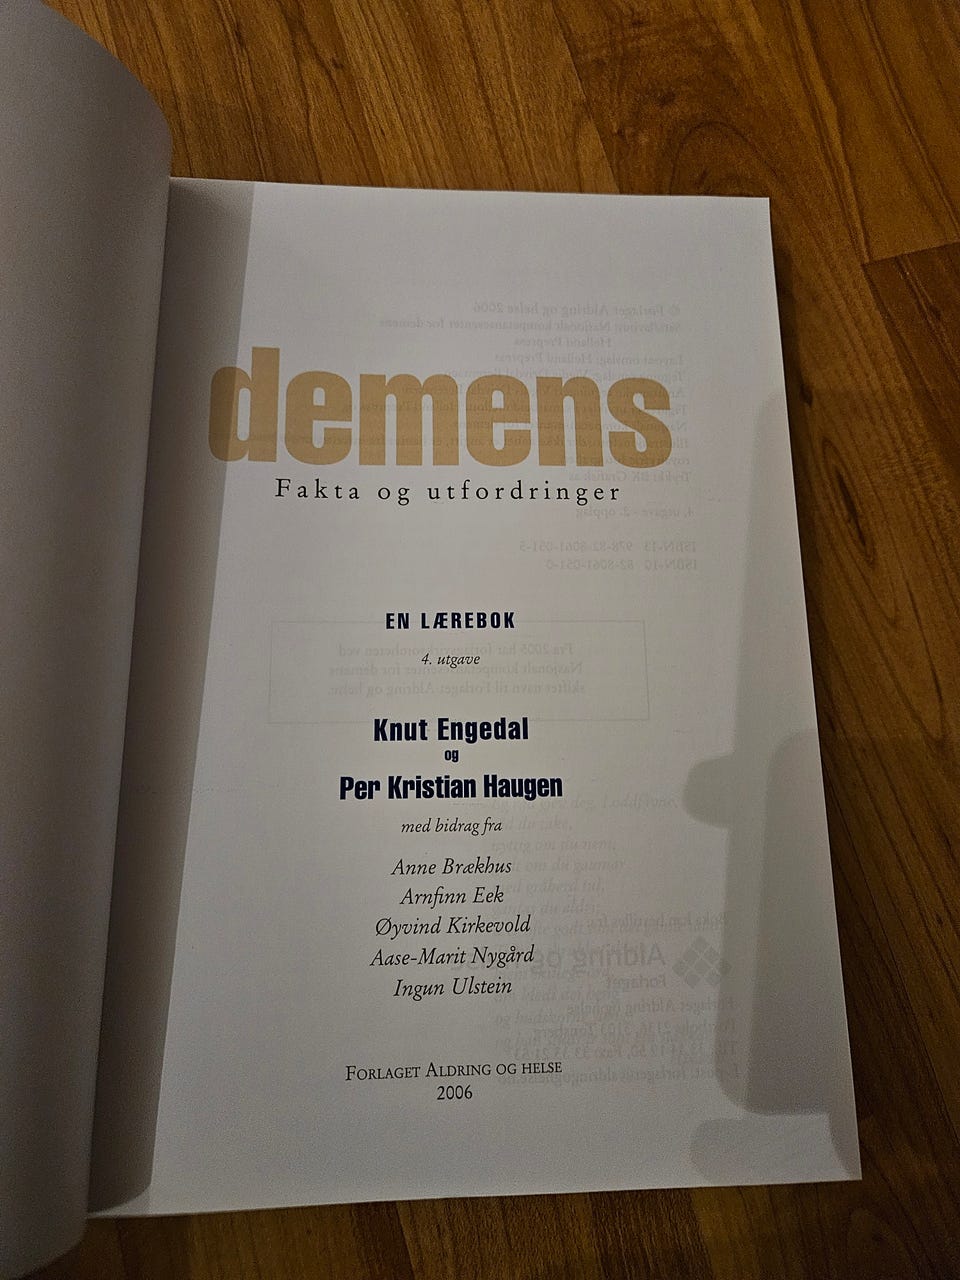 demens
Fakta og utfordringer
EN LÆREBOK
4. utgave
Knut Engedal
og
Per Kristian Haugen
med bidrag fra
Anne Brækhus
Arnfinn Eek
Øyvind Kirkevold
Aase-Marit Nygård
Ingun Ulstein
FORLAGET ALDRING OG HELSE
2006